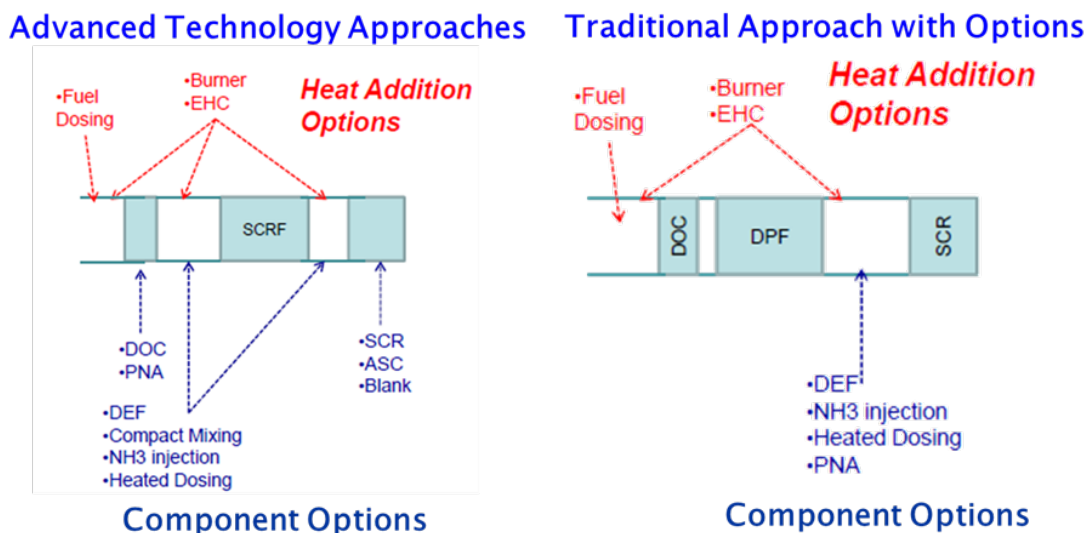 Advanced Technology Approaches
•Fuel
Dosing
•Burner
•EHC
Heat Addition
Options
SCRF
•DOC
•PNA
•SCR
•ASC
•Blank
•DEF
•Compact Mixing
•NH3 injection
•Heated Dosing
Component Options
Traditional Approach with Options
•Fuel
Dosing
•Burner
•EHC
Heat Addition
Options
DOC
DPF
SCR
•DEF
•NH3 injection
•Heated Dosing
•PNA
Component Options